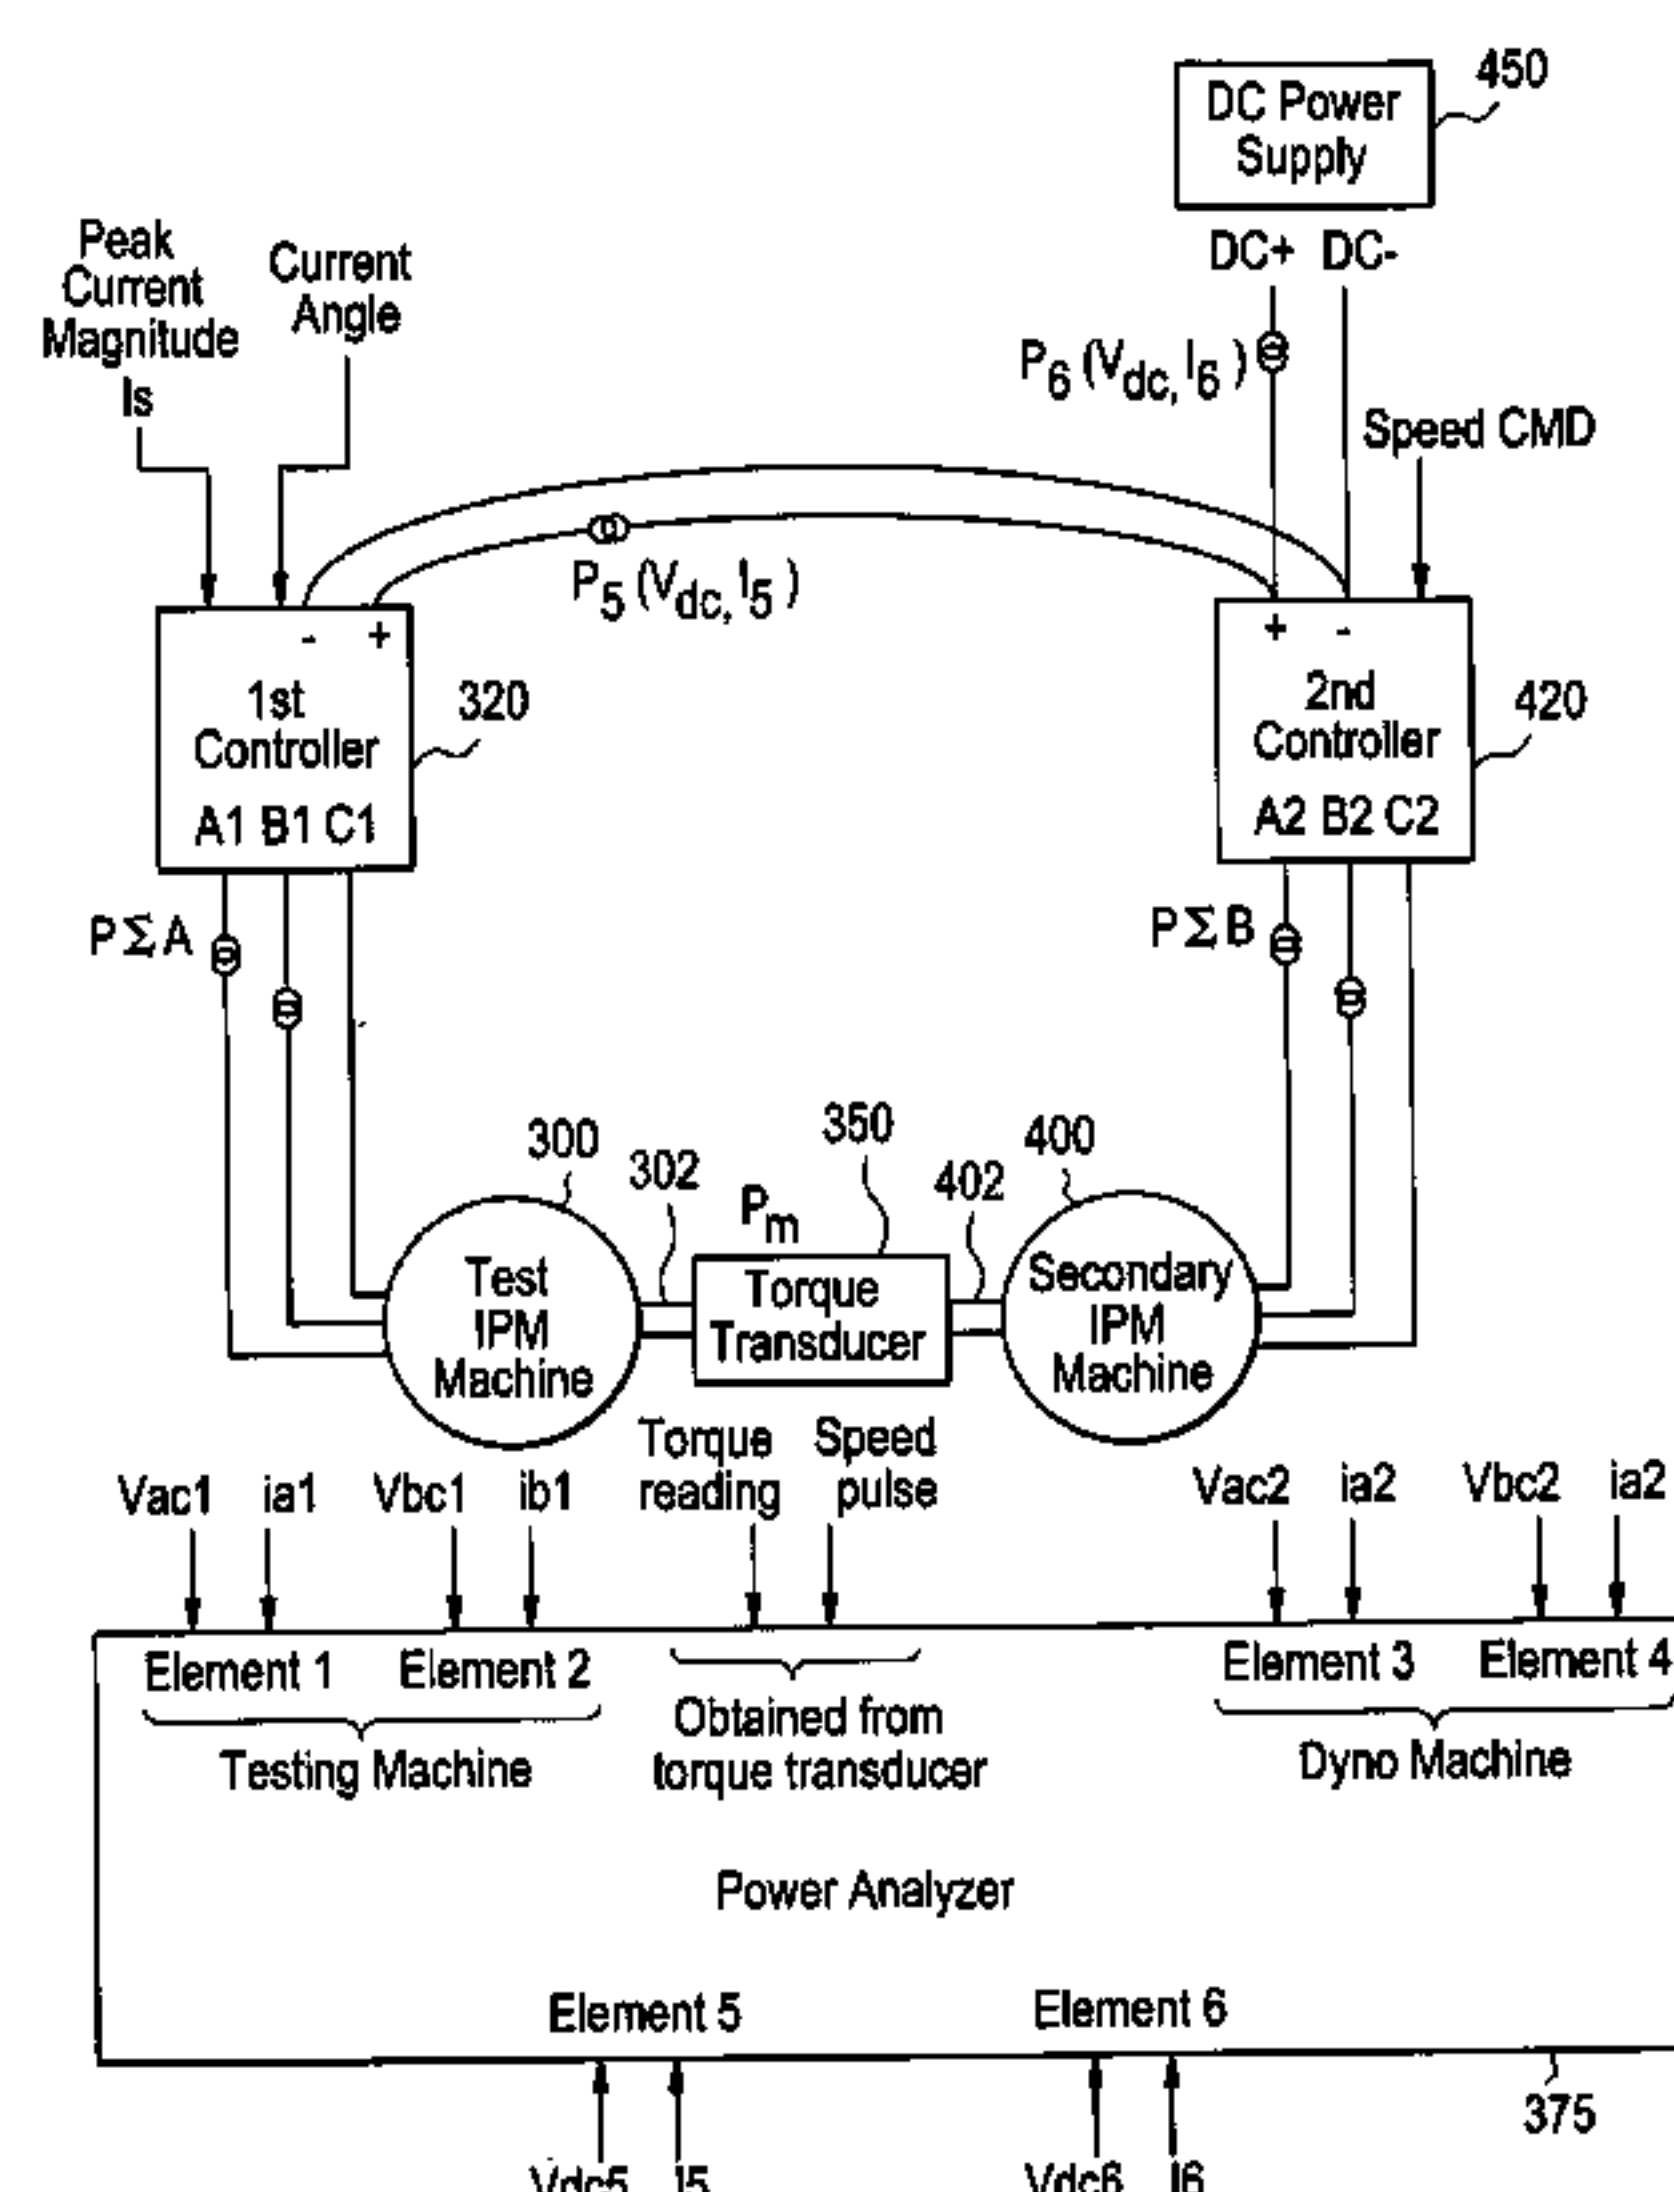 450
DC Power
Supply
DC+ DC-
Peak
Current
Magnitude
Is
Current
Angle
P6 (Vdc, I6)
Speed CMD
P5 (Vdc, I5)
- +
1st
Controller
A1 B1 C1
320
+ -
2nd
Controller
A2 B2 C2
420
PΣA
PΣB
300
302
Pm
350
402
400
Test
IPM
Machine
Torque
Transducer
Secondary
IPM
Machine
Torque
reading
Speed
pulse
Vac1 ia1 Vbc1 ib1
Vac2 ia2 Vbc2 ia2
Element 1 Element 2
Element 3 Element 4
Testing Machine
Obtained from
torque transducer
Dyno Machine
Power Analyzer
Element 5 Element 6
375
Vdc5 I5 Vdc6 I6